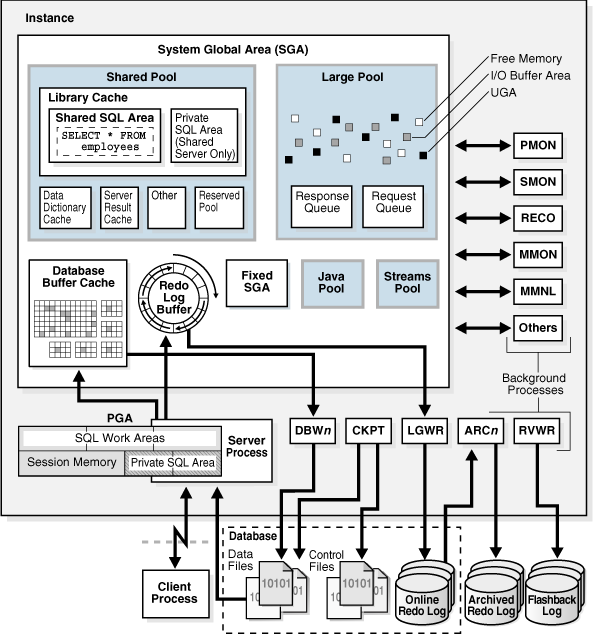 Instance
System Global Area (SGA)
Shared Pool
Library Cache
Shared SQL Area
SELECT * FROM
employees
Private
SQL Area
(Shared
Server Only)
Data
Dictionary
Cache
Server
Result
Cache
Other
Reserved
Pool
Large Pool
Response
Queue
Request
Queue
Free Memory
I/O Buffer Area
UGA
PMON
SMON
RECO
MMON
MMNL
Others
Background
Processes
Database
Buffer Cache
Redo
Log
Buffer
Fixed
SGA
Java
Pool
Streams
Pool
PGA
SQL Work Areas
Session Memory
Private SQL Area
Server
Process
DBWn
CKPT
LGWR
ARCn
RVWR
Client
Process
Database
Data
Files
10101
101
10101
Control
Files
10101
101
10101
Online
Redo Log
Archived
Redo Log
Flashback
Log